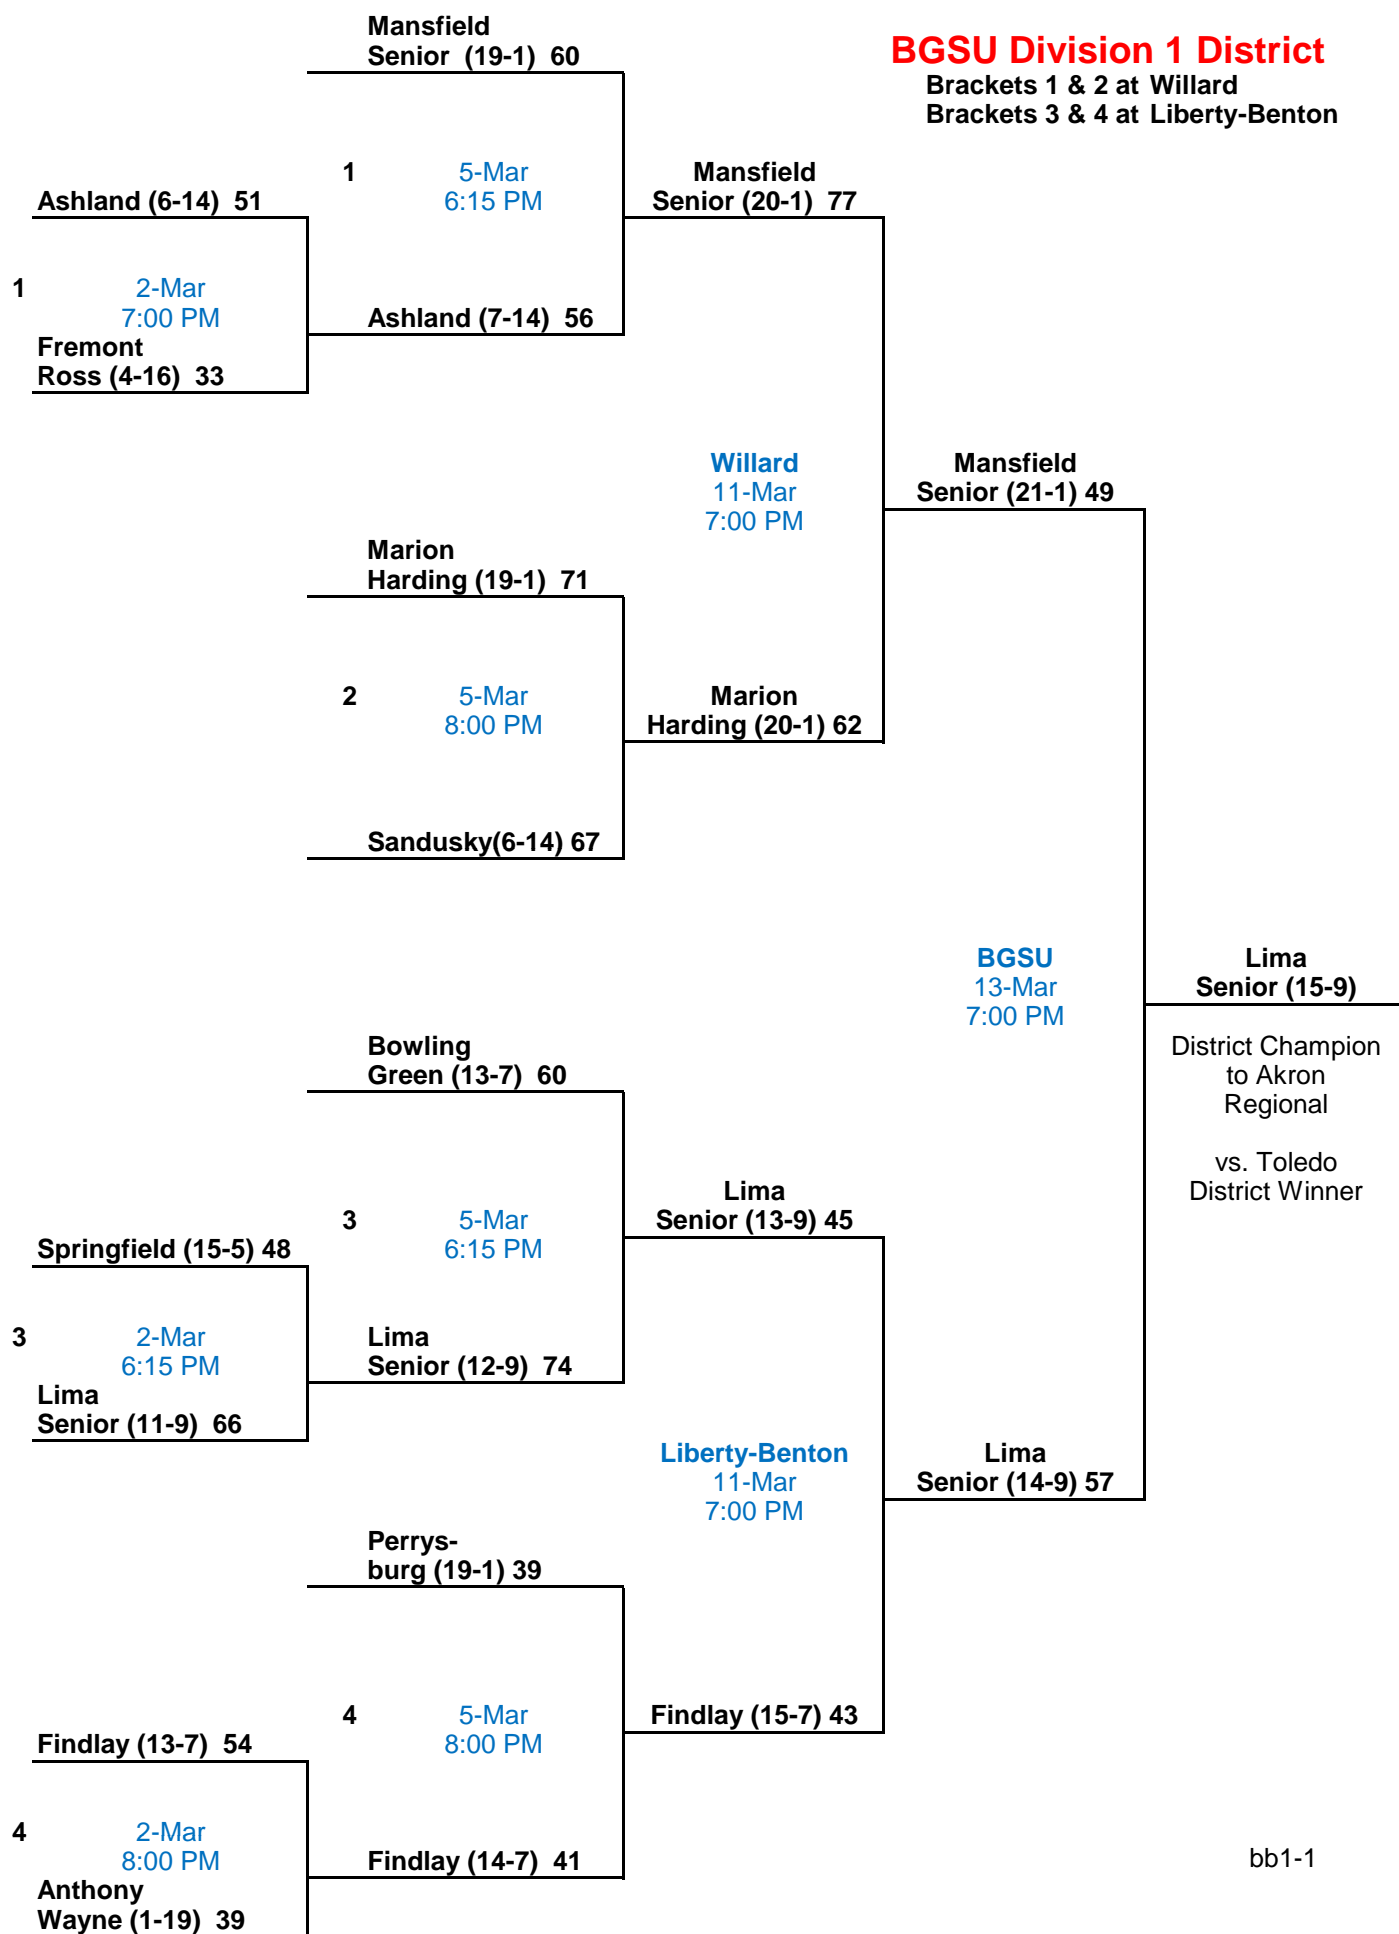 Mansfield
Senior (19-1) 60
BGSU Division 1 District
Brackets 1 & 2 at Willard
Brackets 3 & 4 at Liberty-Benton
1
5-Mar
6:15 PM
Mansfield
Senior (20-1) 77
Ashland (6-14) 51
1
2-Mar
7:00 PM
Ashland (7-14) 56
Fremont
Ross (4-16) 33
Willard
11-Mar
7:00 PM
Mansfield
Senior (21-1) 49
Marion
Harding (19-1) 71
2
5-Mar
8:00 PM
Marion
Harding (20-1) 62
Sandusky(6-14) 67
BGSU
13-Mar
7:00 PM
Lima
Senior (15-9)
District Champion
to Akron
Regional
vs. Toledo
District Winner
Bowling
Green (13-7) 60
3
5-Mar
6:15 PM
Lima
Senior (13-9) 45
Springfield (15-5) 48
3
2-Mar
6:15 PM
Lima
Senior (12-9) 74
Lima
Senior (11-9) 66
Liberty-Benton
11-Mar
7:00 PM
Lima
Senior (14-9) 57
Perrys-
burg (19-1) 39
4
5-Mar
8:00 PM
Findlay (15-7) 43
Findlay (13-7) 54
4
2-Mar
8:00 PM
Findlay (14-7) 41
Anthony
Wayne (1-19) 39
bb1-1